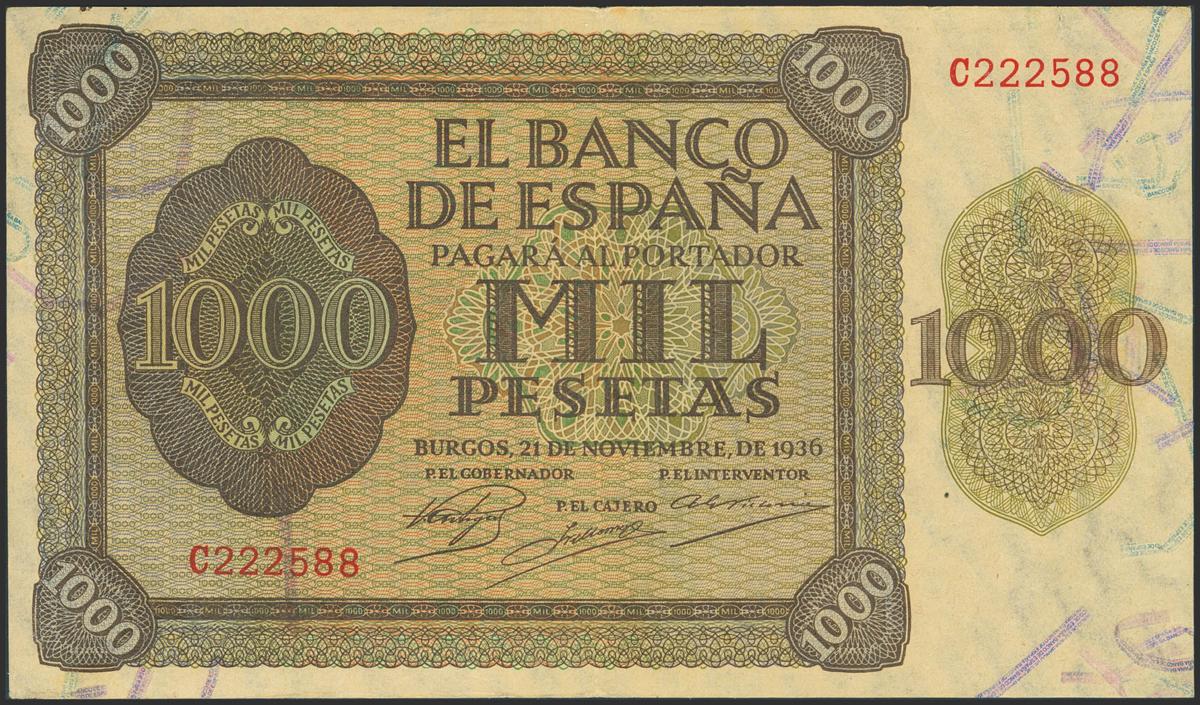 1000
1000
C222588
EL BANCO
DE ESPAÑA
PAGARÁ AL PORTADOR
MIL
PESETAS
MIL PESETAS MIL PESETAS
1000
MIL PESETAS MIL PESETAS
1000
BURGOS, 21 DE NOVIEMBRE, DE 1936
P. EL GOBERNADOR P. EL INTERVENTOR
P. EL CAJERO
C222588
1000
1000